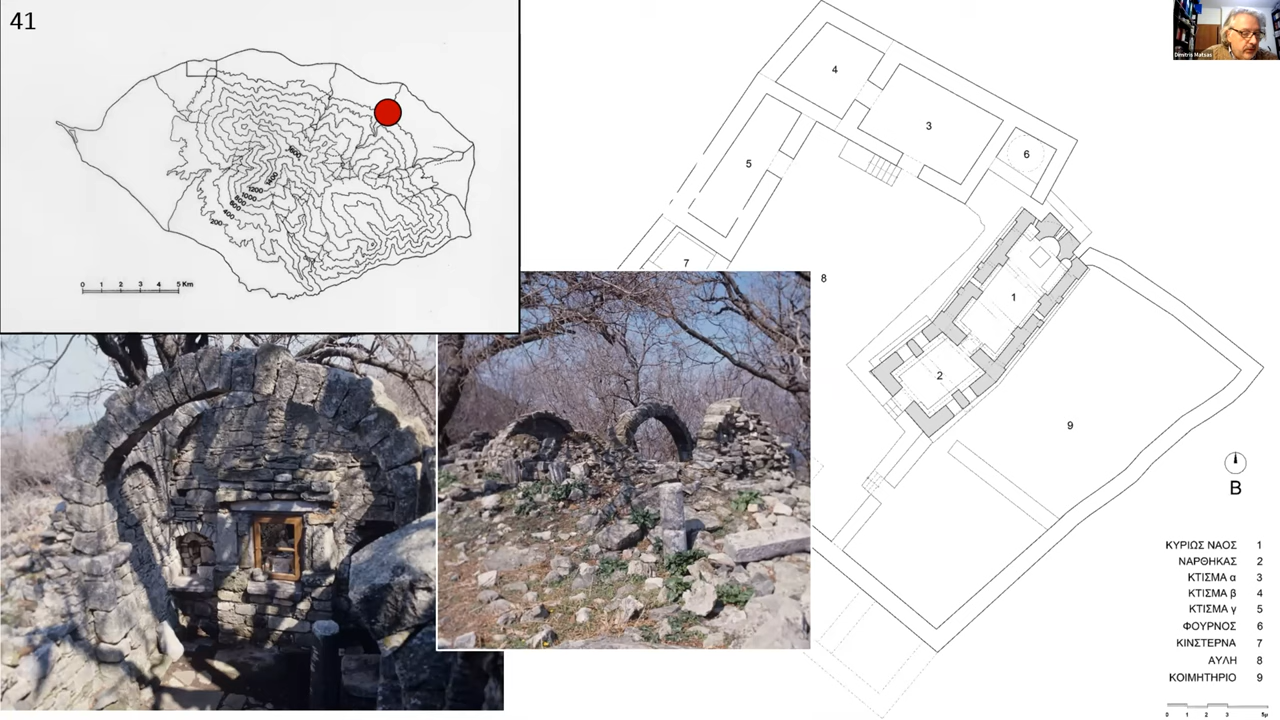 41
Dimitris Matsas
1600
1400
1200
1000
800
600
400
200
0 1 2 3 4 5 Km
4
3
5
6
7
8
1
2
9
Β
ΚΥΡΙΩΣ ΝΑΟΣ 1
ΝΑΡΘΗΚΑΣ 2
ΚΤΙΣΜΑ α 3
ΚΤΙΣΜΑ β 4
ΚΤΙΣΜΑ γ 5
ΦΟΥΡΝΟΣ 6
ΚΙΝΣΤΕΡΝΑ 7
ΑΥΛΗ 8
ΚΟΙΜΗΤΗΡΙΟ 9
0 1 2 3 5μ